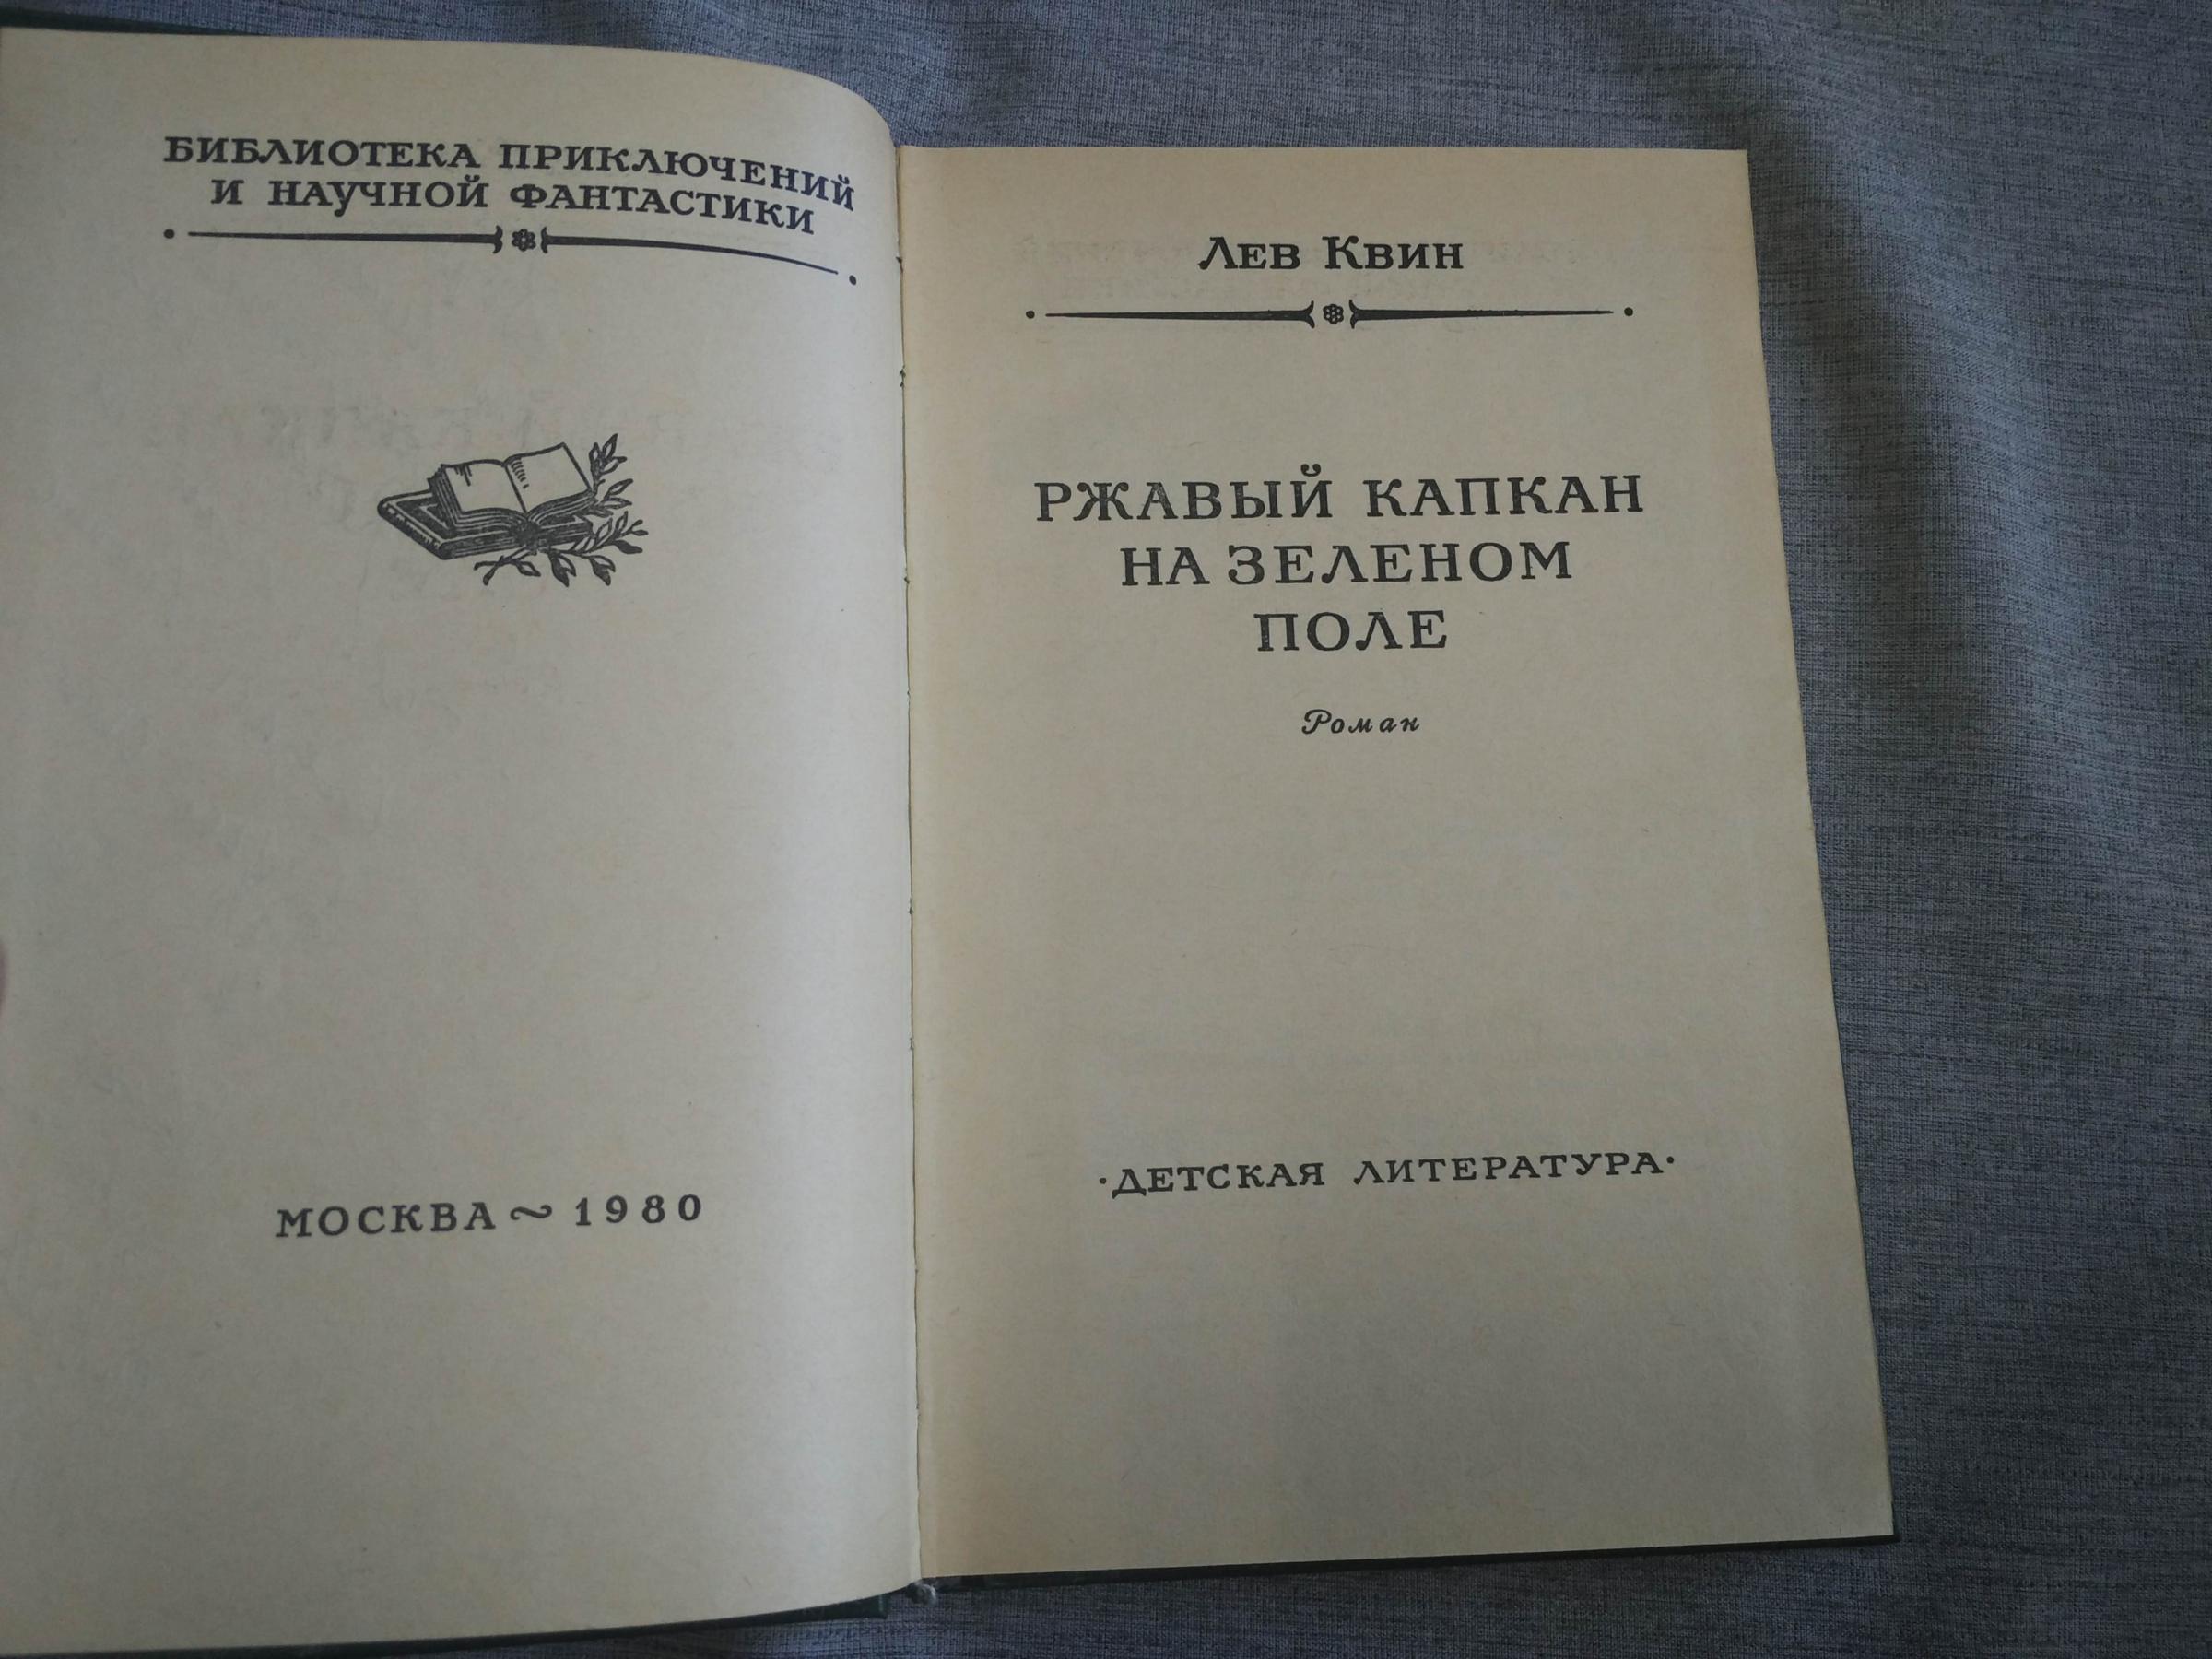 БИБЛИОТЕКА ПРИКЛЮЧЕНИЙ
И НАУЧНОЙ ФАНТАСТИКИ
МОСКВА ~ 1980
Лев Квин
РЖАВЫЙ КАПКАН
НА ЗЕЛЕНОМ
ПОЛЕ
Роман
·ДЕТСКАЯ ЛИТЕРАТУРА·